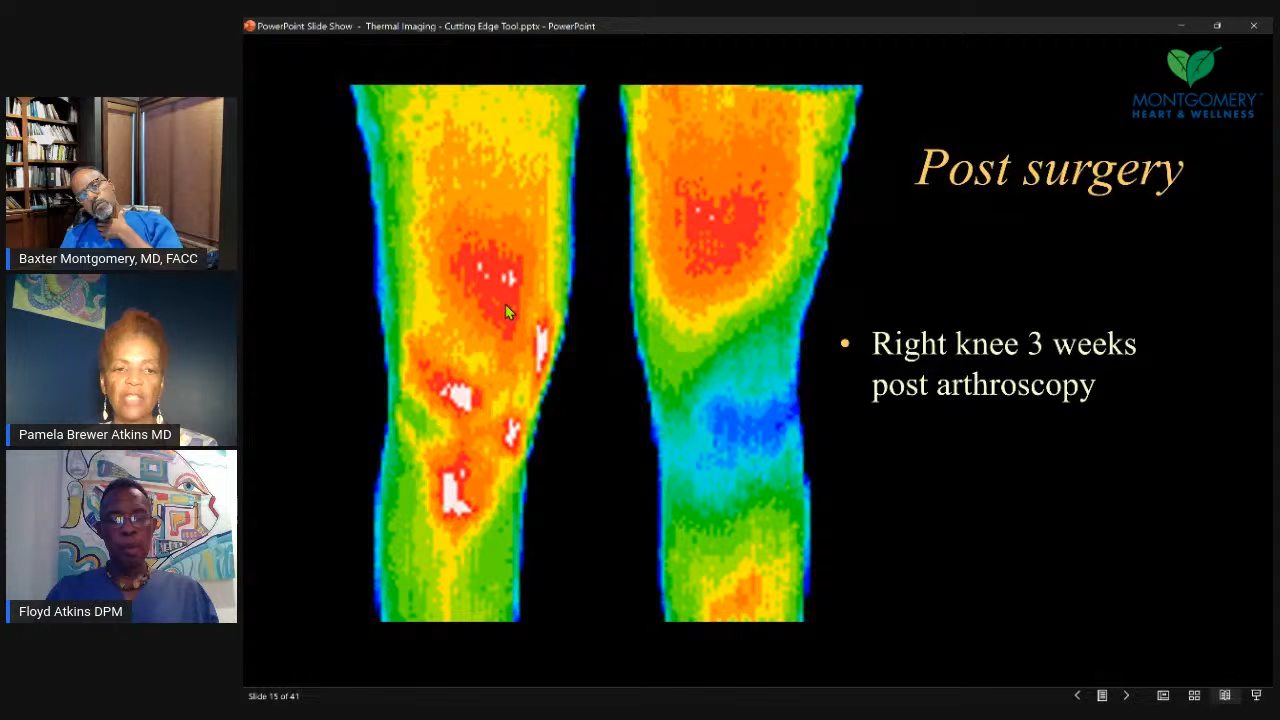 PowerPoint Slide Show - Thermal Imaging - Cutting Edge Tool.pptx - PowerPoint
MONTGOMERY
HEART & WELLNESS
Post surgery
• Right knee 3 weeks
post arthroscopy
Baxter Montgomery, MD, FACC
Pamela Brewer Atkins MD
Floyd Atkins DPM
Slide 15 of 41